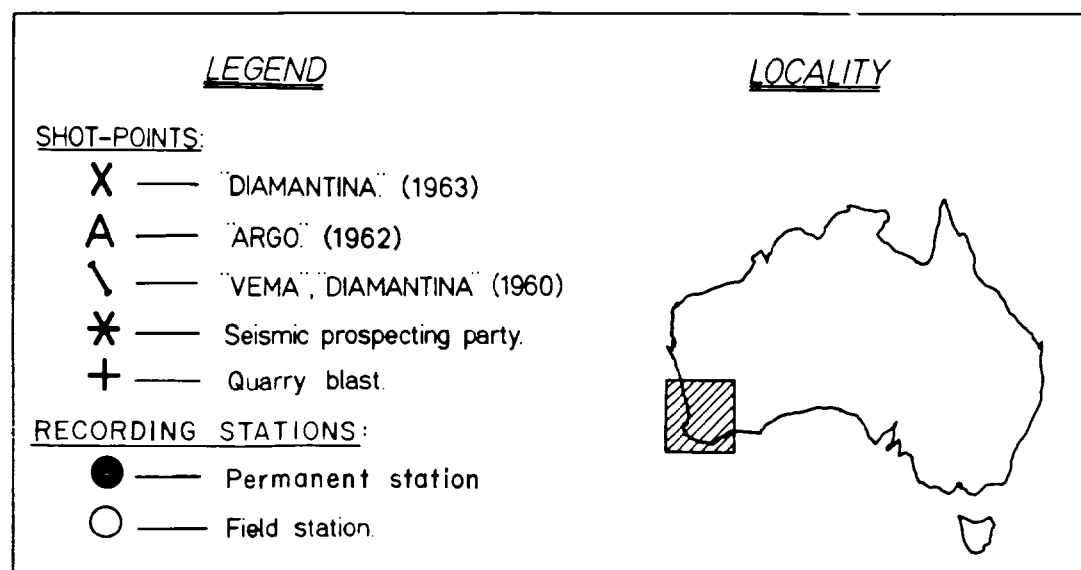 LEGEND
SHOT-POINTS:
X — "DIAMANTINA" (1963)
A — "ARGO" (1962)
"VEMA", "DIAMANTINA" (1960)
Seismic prospecting party.
+ — Quarry blast.
RECORDING STATIONS:
Permanent station
Field station.
LOCALITY